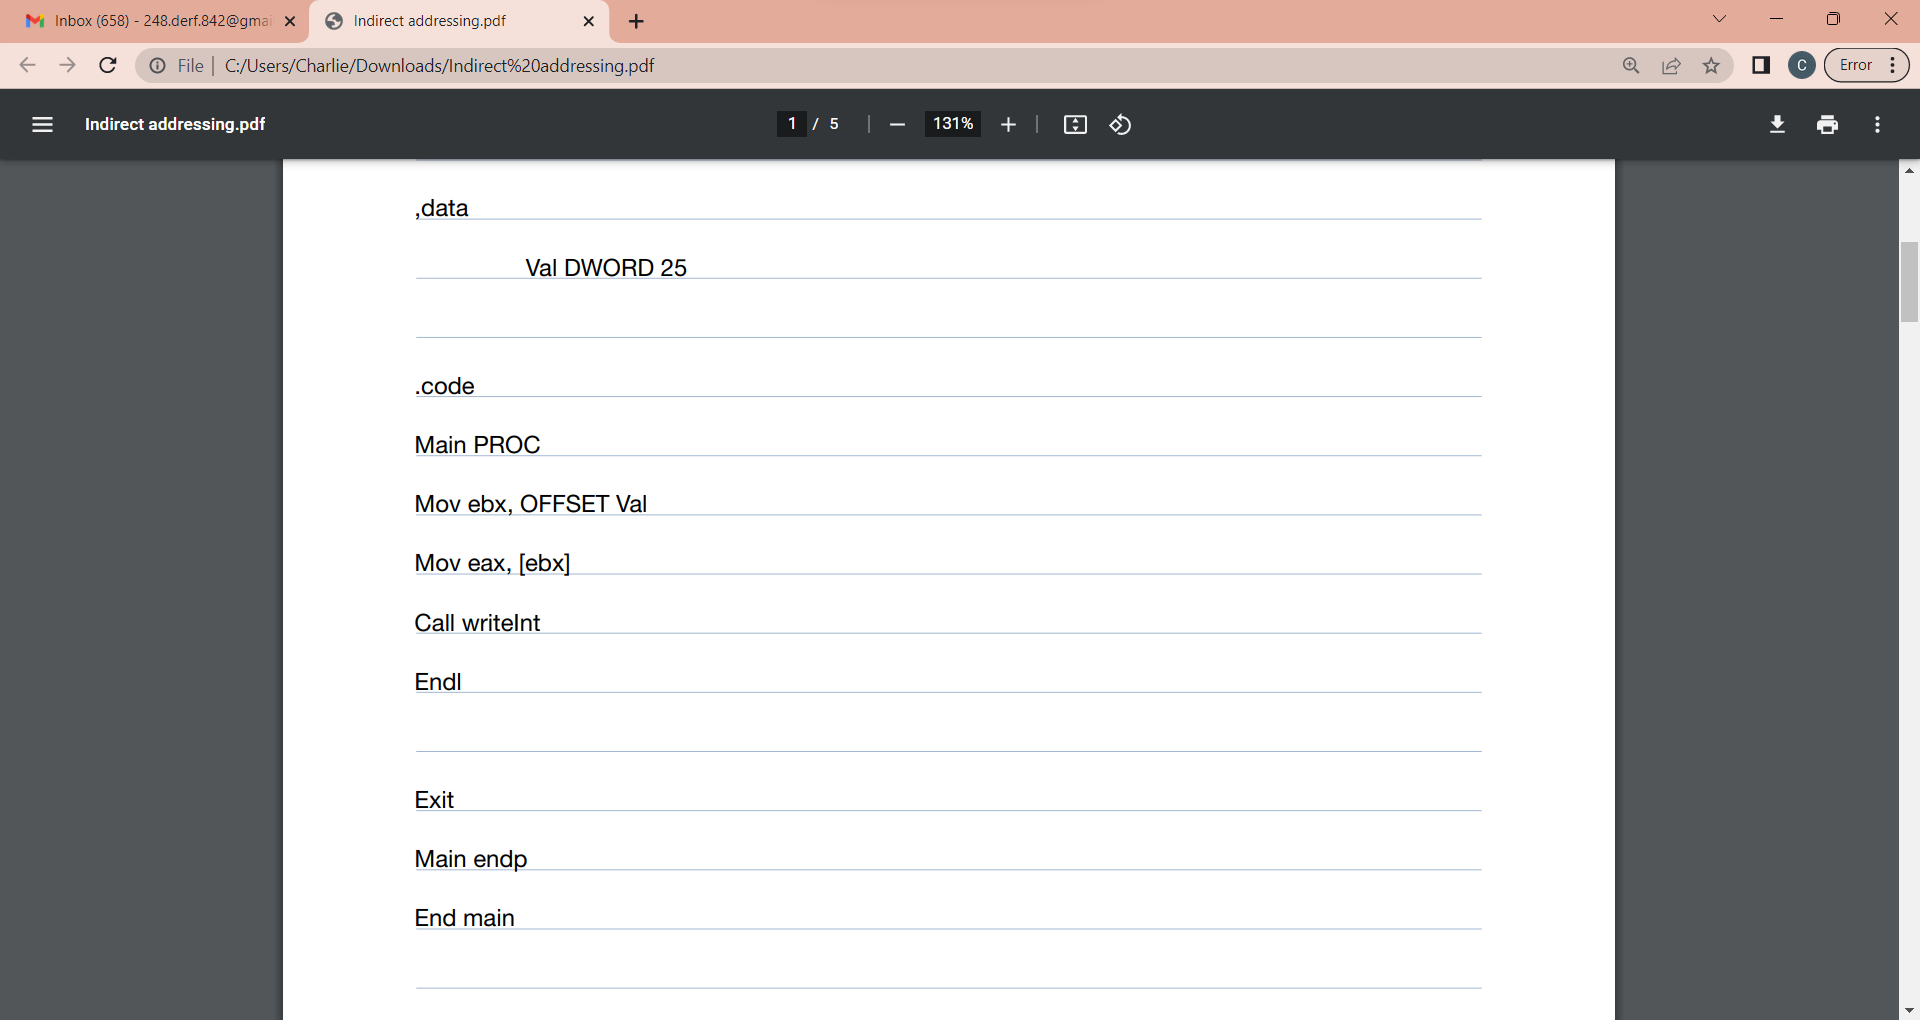 Inbox (658) - 248.derf.842@gmai
Indirect addressing.pdf
File
C:/Users/Charlie/Downloads/Indirect%20addressing.pdf
C
Error
Indirect addressing.pdf
1 / 5
131%
,data
Val DWORD 25
.code
Main PROC
Mov ebx, OFFSET Val
Mov eax, [ebx]
Call writeInt
Endl
Exit
Main endp
End main